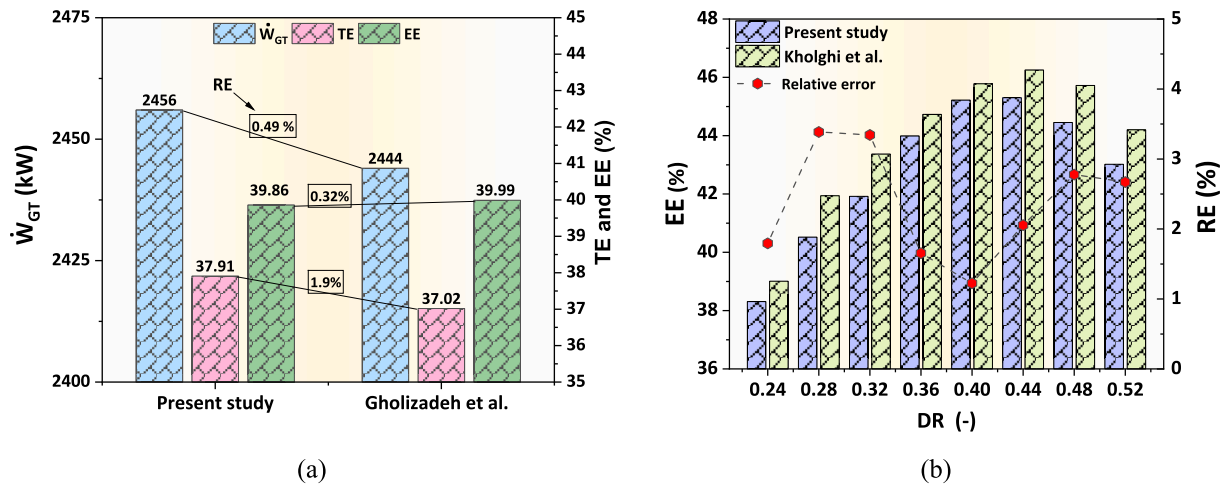 2475
2450
2425
2400
Ẇ_GT (kW)
Ẇ_GT TE EE
RE
2456
0.49 %
2444
39.86
0.32%
39.99
37.91
1.9%
37.02
45
44
43
42
41
40
39
38
37
36
35
TE and EE (%)
Present study Gholizadeh et al.
(a)
48
46
44
42
40
38
36
EE (%)
Present study
Kholghi et al.
Relative error
5
4
3
2
1
0
RE (%)
0.24 0.28 0.32 0.36 0.40 0.44 0.48 0.52
DR (-)
(b)